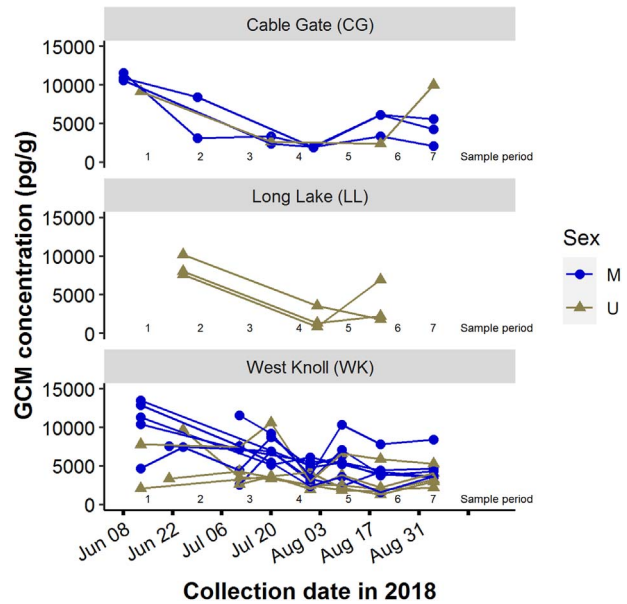 Cable Gate (CG)
15000
10000
5000
0
1 2 3 4 5 6 7 Sample period
Long Lake (LL)
15000
10000
5000
0
1 2 3 4 5 6 7 Sample period
West Knoll (WK)
15000
10000
5000
0
1 2 3 4 5 6 7 Sample period
Jun 08 Jun 22 Jul 06 Jul 20 Aug 03 Aug 17 Aug 31
Collection date in 2018
GCM concentration (pg/g)
Sex
M
U